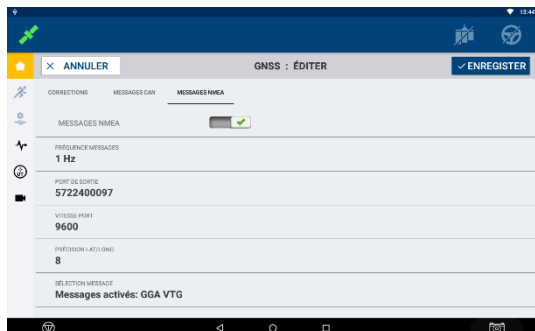 13:44
ANNULER
GNSS : ÉDITER
ENREGISTER
CORRECTIONS MESSAGES CAN MESSAGES NMEA
MESSAGES NMEA
FRÉQUENCE MESSAGES
1 Hz
PORT DE SORTIE
5722400097
VITESSE PORT
9600
PRÉCISION LAT/LONG.
8
SÉLECTION MESSAGE
Messages activés: GGA VTG